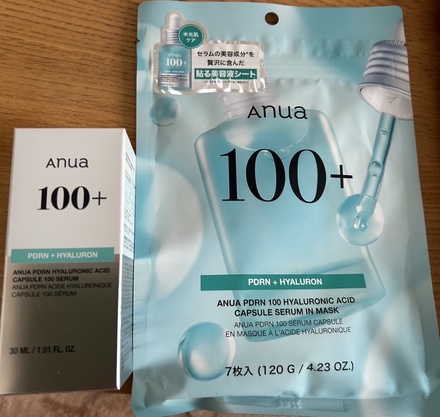 Anua
100+
PDRN + HYALURON
ANUA PDRN HYALURONIC ACID
CAPSULE 100 SERUM
ANUA PDRN ACIDE HYALURONIQUE
CAPSULE 100 SÉRUM
30 ML / 1.01 FL. OZ.
水光肌
ケア
anua
100+
セラムの美容成分*を
贅沢に含んだ
貼る美容液シート
Anua
100+
PDRN + HYALURON
ANUA PDRN 100 HYALURONIC ACID
CAPSULE SERUM IN MASK
ANUA PDRN 100 SÉRUM CAPSULE
EN MASQUE À L'ACIDE HYALURONIQUE
7枚入 (120 G / 4.23 OZ.)